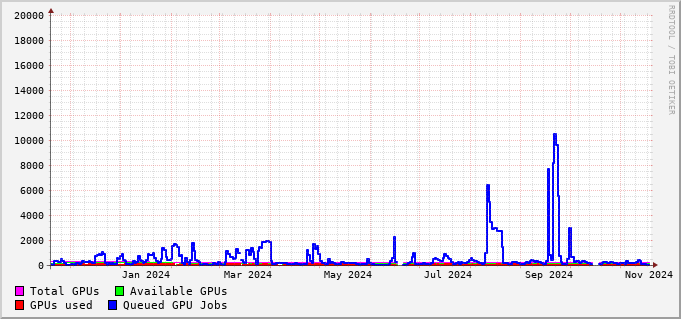 20000
18000
16000
14000
12000
10000
8000
6000
4000
2000
0
Jan 2024 Mar 2024 May 2024 Jul 2024 Sep 2024 Nov 2024
Total GPUs Available GPUs
GPUs used Queued GPU Jobs
RRDTOOL / TOBI OETIKER